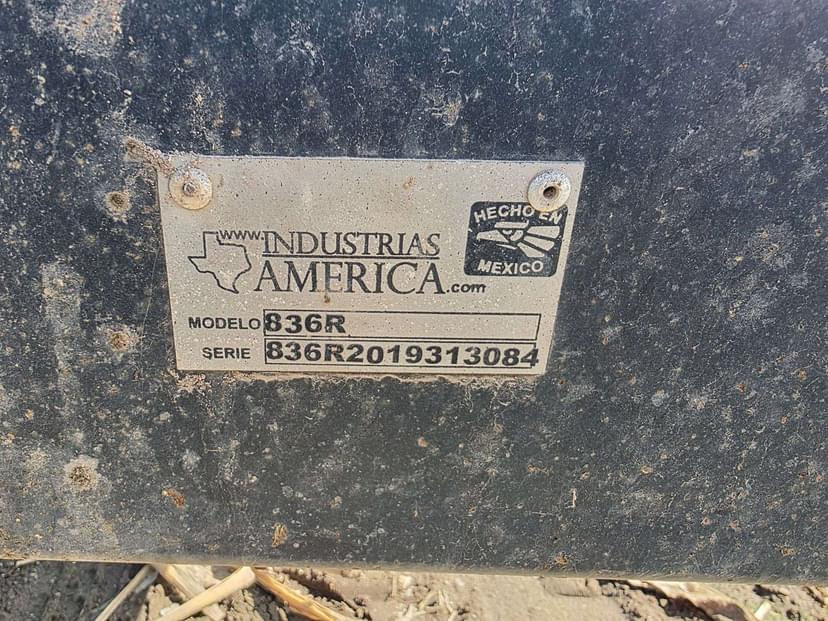 HECHO EN
MEXICO
www.INDUSTRIAS
AMERICA.com
MODELO 836R
SERIE 836R2019313084